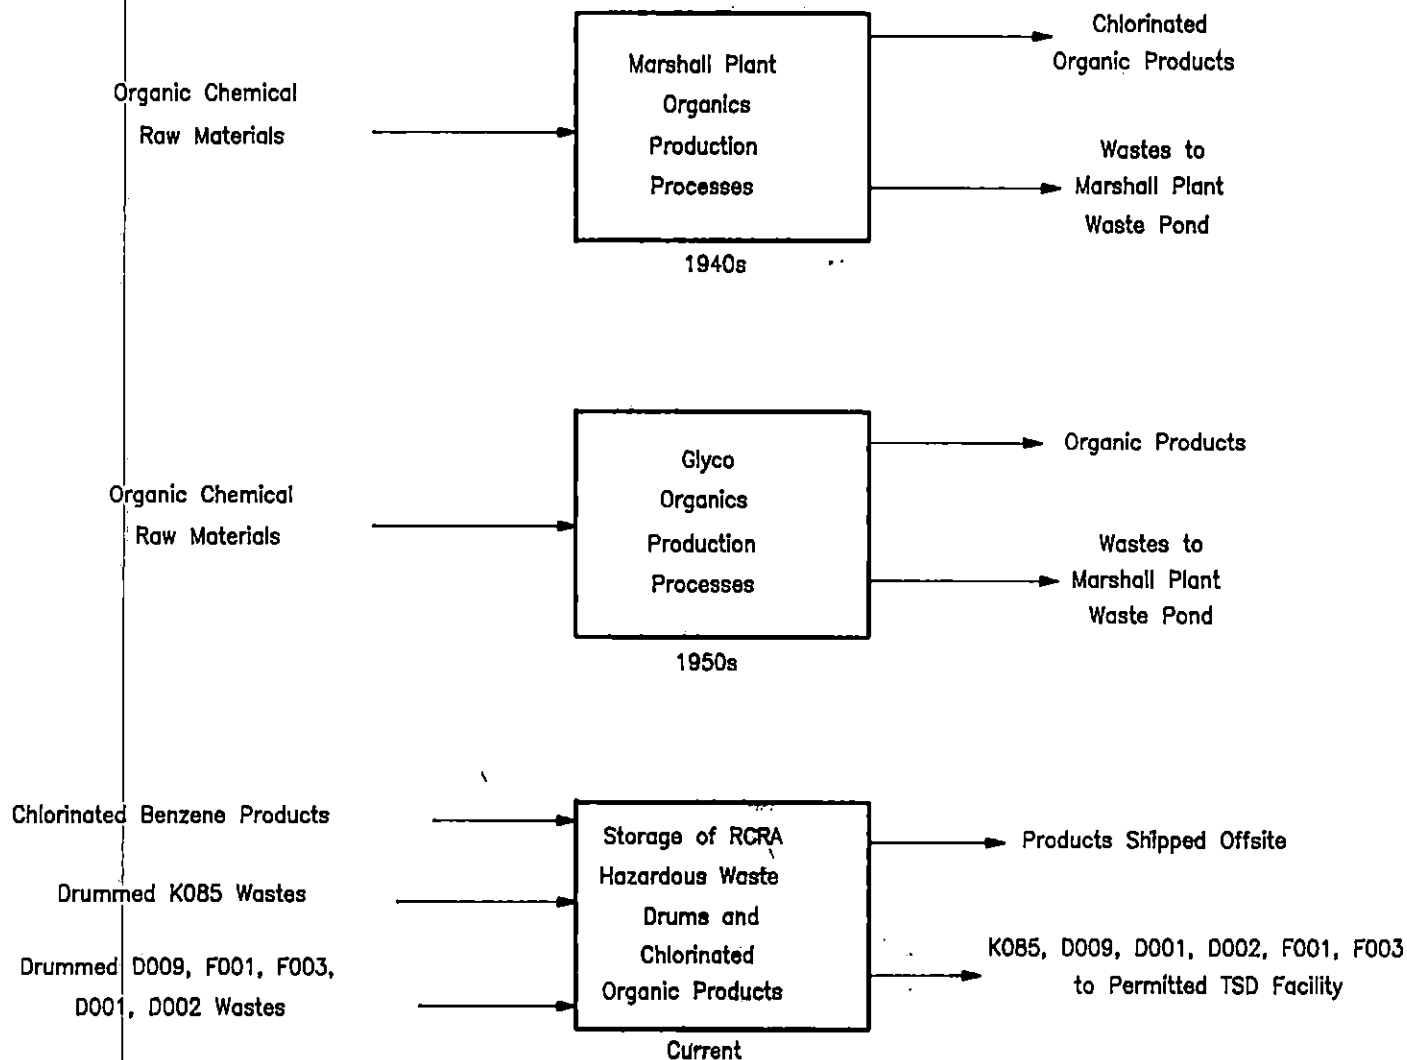 Organic Chemical
Raw Materials
Marshall Plant
Organics
Production
Processes
1940s
Chlorinated
Organic Products
Wastes to
Marshall Plant
Waste Pond
Organic Chemical
Raw Materials
Glyco
Organics
Production
Processes
1950s
Organic Products
Wastes to
Marshall Plant
Waste Pond
Chlorinated Benzene Products
Drummed K085 Wastes
Drummed D009, F001, F003,
D001, D002 Wastes
Storage of RCRA
Hazardous Waste
Drums and
Chlorinated
Organic Products
Current
Products Shipped Offsite
K085, D009, D001, D002, F001, F003
to Permitted TSD Facility